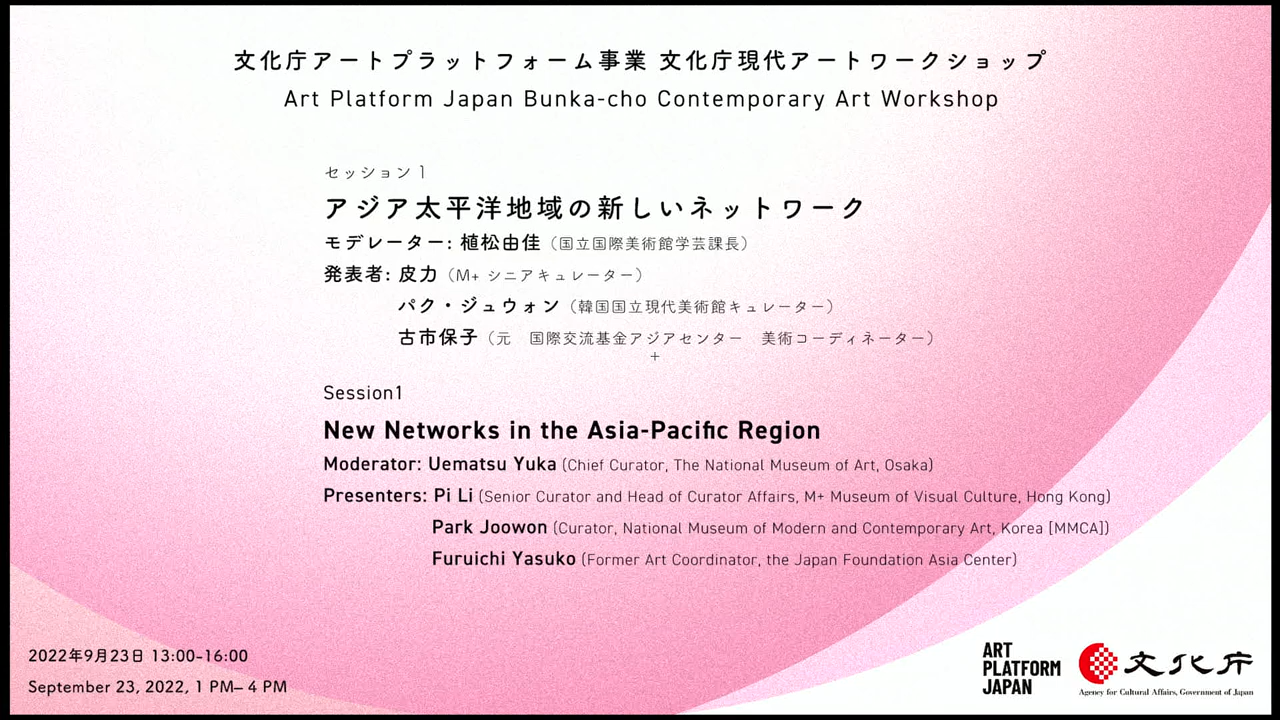 文化庁アートプラットフォーム事業 文化庁現代アートワークショップ
Art Platform Japan Bunka-cho Contemporary Art Workshop
セッション1
アジア太平洋地域の新しいネットワーク
モデレーター: 植松由佳（国立国際美術館学芸課長）
発表者: 皮力（M+ シニアキュレーター）
パク・ジュウォン（韓国国立現代美術館キュレーター）
古市保子（元　国際交流基金アジアセンター　美術コーディネーター）
+
Session1
New Networks in the Asia-Pacific Region
Moderator: Uematsu Yuka (Chief Curator, The National Museum of Art, Osaka)
Presenters: Pi Li (Senior Curator and Head of Curator Affairs, M+ Museum of Visual Culture, Hong Kong)
Park Joowon (Curator, National Museum of Modern and Contemporary Art, Korea [MMCA])
Furuichi Yasuko (Former Art Coordinator, the Japan Foundation Asia Center)
2022年9月23日 13:00-16:00
September 23, 2022, 1 PM– 4 PM
ART
PLATFORM
JAPAN
文化庁
Agency for Cultural Affairs, Government of Japan